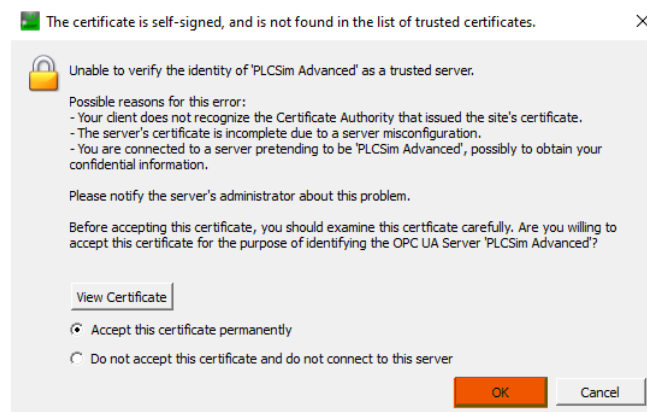 The certificate is self-signed, and is not found in the list of trusted certificates.
Unable to verify the identity of 'PLCSim Advanced' as a trusted server.
Possible reasons for this error:
- Your client does not recognize the Certificate Authority that issued the site's certificate.
- The server's certificate is incomplete due to a server misconfiguration.
- You are connected to a server pretending to be 'PLCSim Advanced', possibly to obtain your
confidential information.
Please notify the server's administrator about this problem.
Before accepting this certificate, you should examine this certficate carefully. Are you willing to
accept this certificate for the purpose of identifying the OPC UA Server 'PLCSim Advanced'?
View Certificate
Accept this certificate permanently
Do not accept this certificate and do not connect to this server
OK Cancel